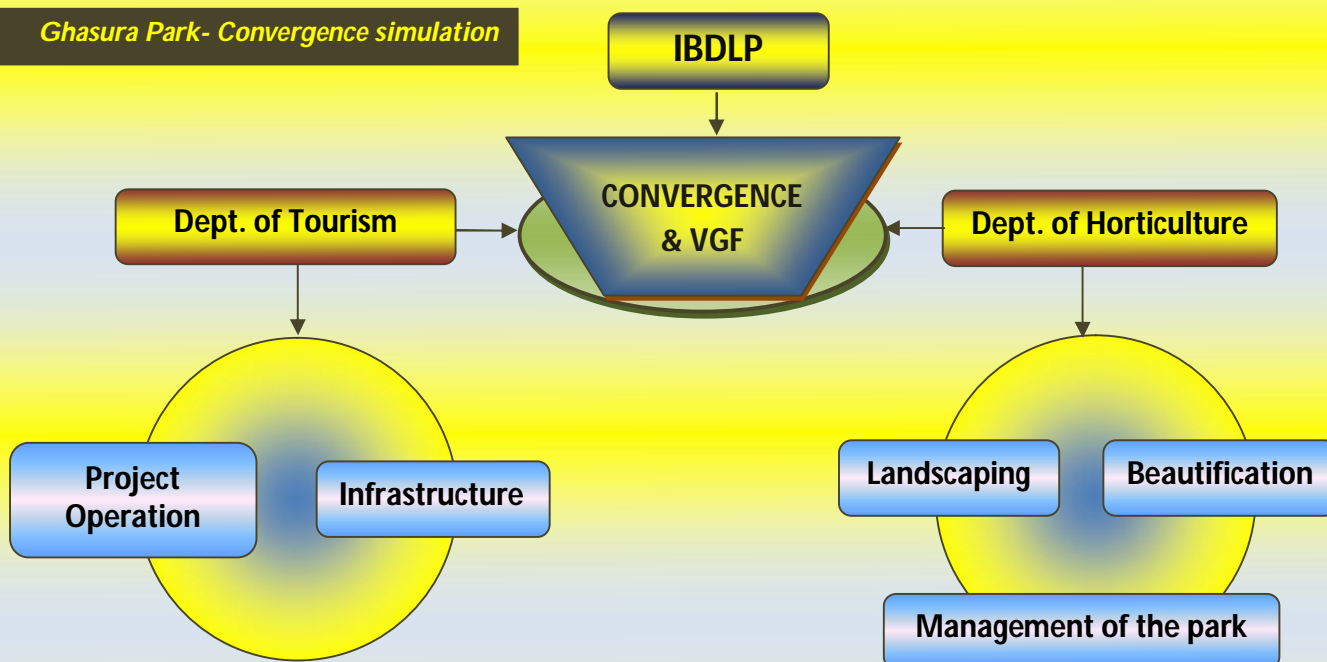 Ghasura Park- Convergence simulation
IBDLP
CONVERGENCE
& VGF
Dept. of Tourism
Dept. of Horticulture
Project
Operation
Infrastructure
Landscaping
Beautification
Management of the park